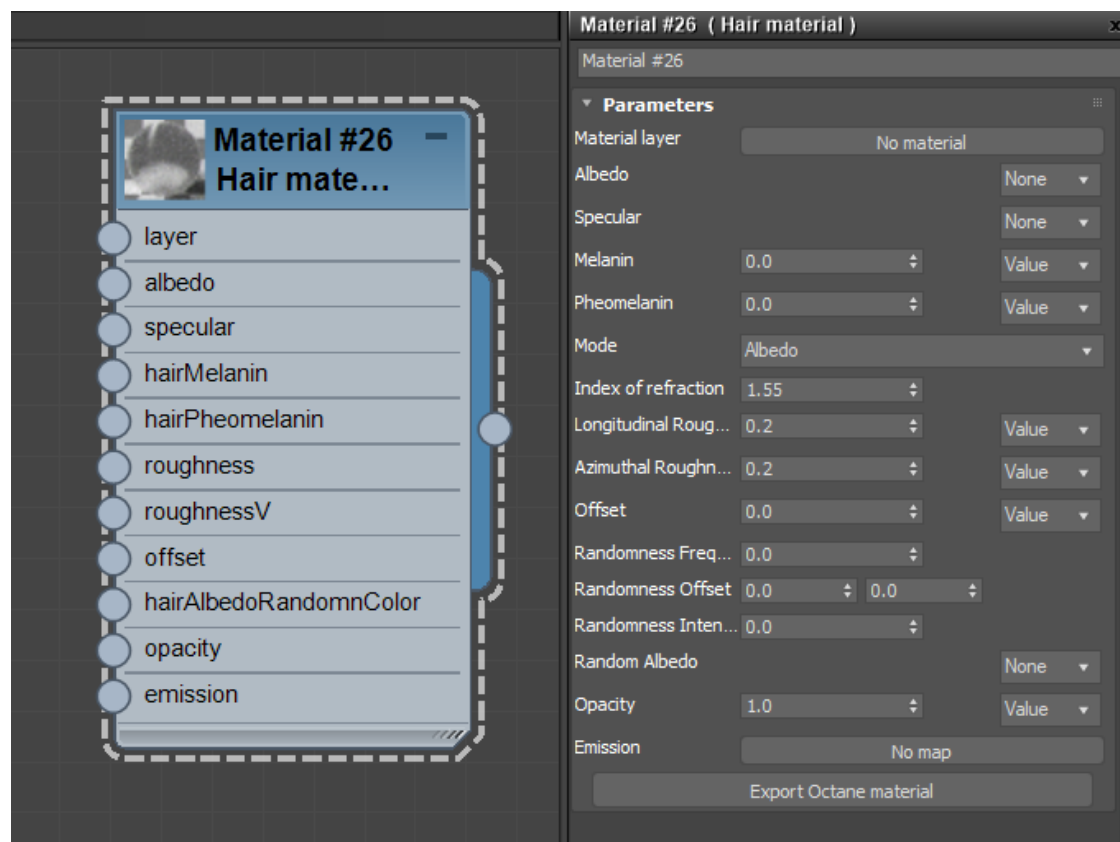 Material #26
Hair mate...
layer
albedo
specular
hairMelanin
hairPheomelanin
roughness
roughnessV
offset
hairAlbedoRandomnColor
opacity
emission
Material #26 ( Hair material ) x
Material #26
Parameters
Material layer No material
Albedo None
Specular None
Melanin 0.0 Value
Pheomelanin 0.0 Value
Mode Albedo
Index of refraction 1.55
Longitudinal Roug... 0.2 Value
Azimuthal Roughn... 0.2 Value
Offset 0.0 Value
Randomness Freq... 0.0
Randomness Offset 0.0 0.0
Randomness Inten... 0.0
Random Albedo None
Opacity 1.0 Value
Emission No map
Export Octane material